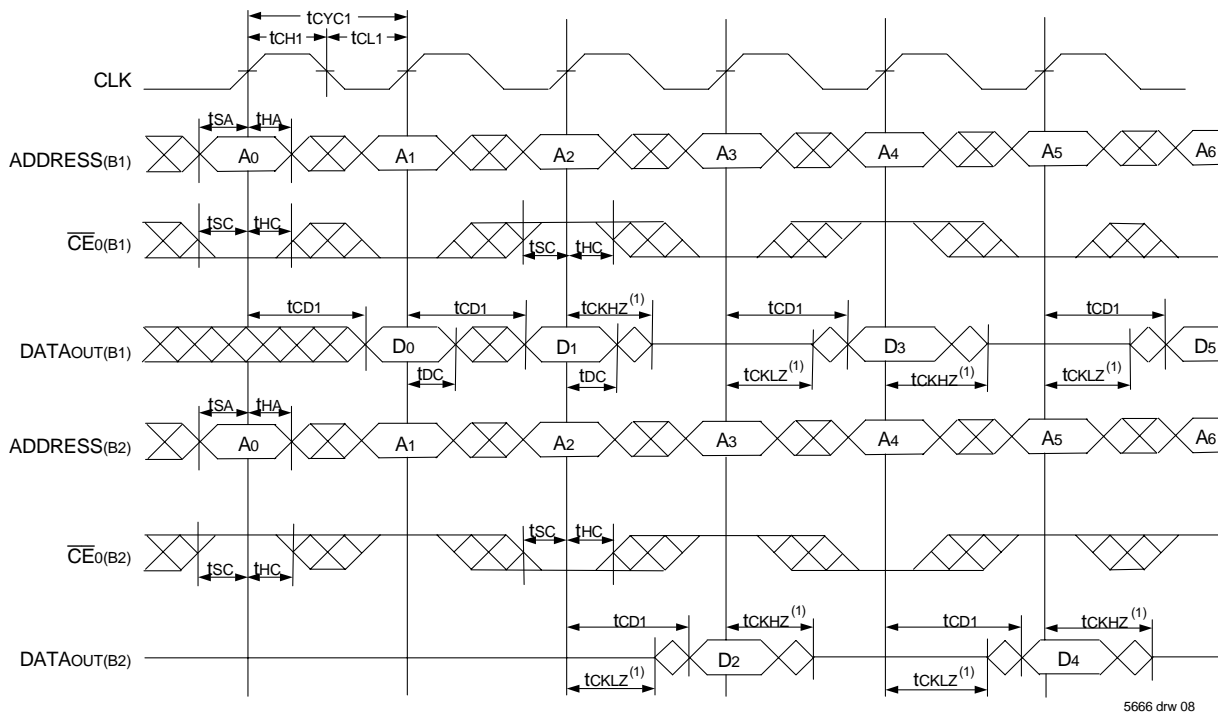 tCYC1
tCH1 tCL1
CLK
tSA tHA
ADDRESS(B1) A0 A1 A2 A3 A4 A5 A6
tSC tHC
CE0(B1)
tSC tHC
tCD1 tCD1 tCKHZ(1) tCD1 tCD1
DATAOUT(B1) D0 D1 D3 D5
tDC tDC tCKLZ(1) tCKHZ(1) tCKLZ(1)
tSA tHA
ADDRESS(B2) A0 A1 A2 A3 A4 A5 A6
tSC tHC
CE0(B2)
tSC tHC
tCD1 tCKHZ(1) tCD1 tCKHZ(1)
DATAOUT(B2) D2 D4
tCKLZ(1) tCKLZ(1)
5666 drw 08